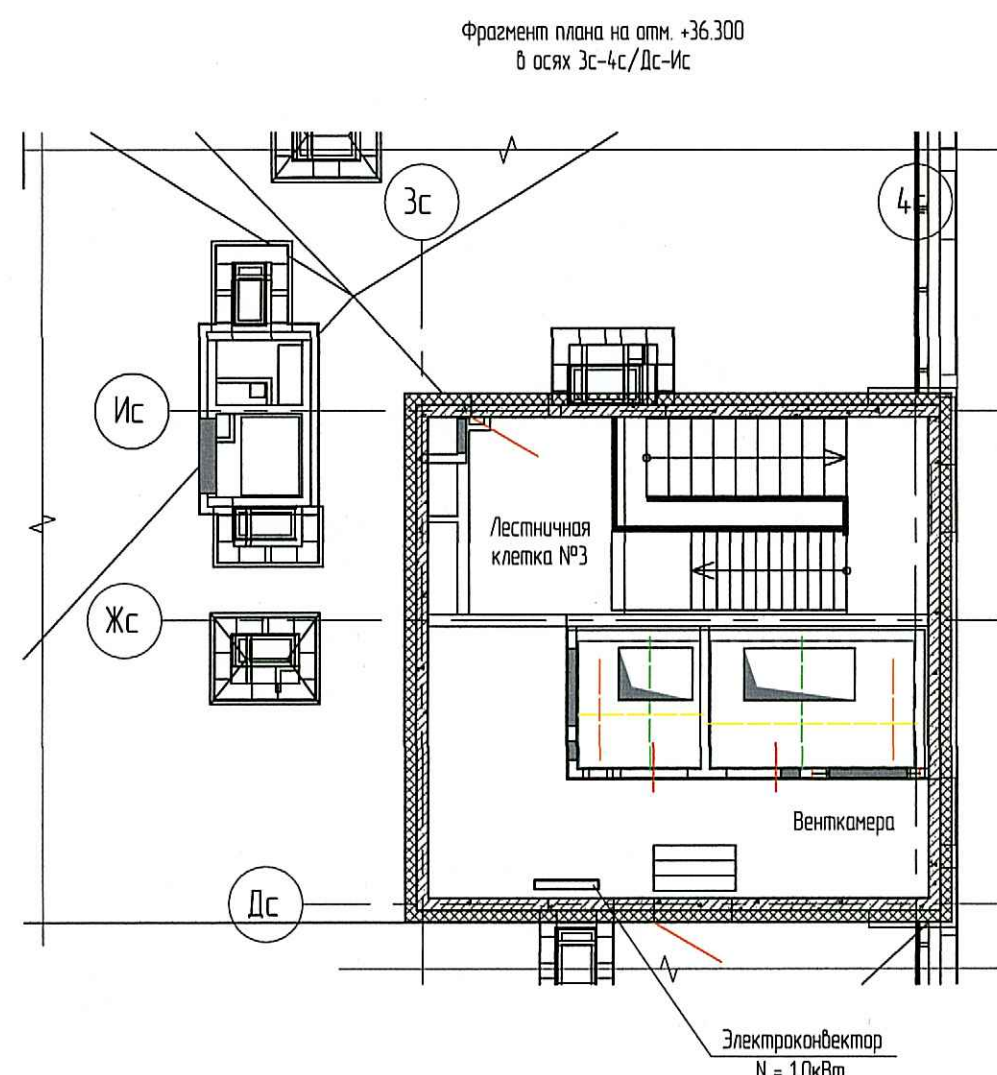 Фрагмент плана на отм. +36.300
в осях 3с-4с/Дс-Ис
3с
4
Ис
Лестничная
клетка №3
Жс
Венткамера
Дс
Электроконвектор
N = 1.0кВт